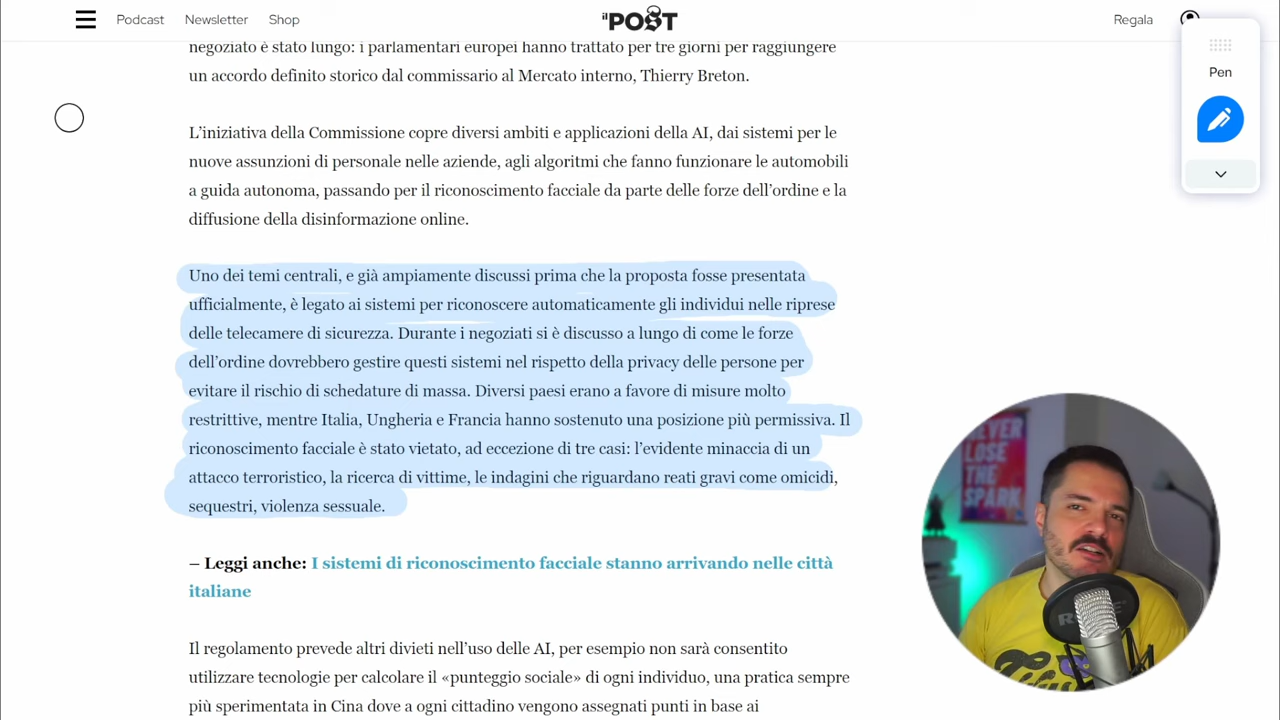 Podcast Newsletter Shop
il POST
Regala
Pen
negoziato è stato lungo: i parlamentari europei hanno trattato per tre giorni per raggiungere
un accordo definito storico dal commissario al Mercato interno, Thierry Breton.
L’iniziativa della Commissione copre diversi ambiti e applicazioni della AI, dai sistemi per le
nuove assunzioni di personale nelle aziende, agli algoritmi che fanno funzionare le automobili
a guida autonoma, passando per il riconoscimento facciale da parte delle forze dell’ordine e la
diffusione della disinformazione online.
Uno dei temi centrali, e già ampiamente discussi prima che la proposta fosse presentata
ufficialmente, è legato ai sistemi per riconoscere automaticamente gli individui nelle riprese
delle telecamere di sicurezza. Durante i negoziati si è discusso a lungo di come le forze
dell’ordine dovrebbero gestire questi sistemi nel rispetto della privacy delle persone per
evitare il rischio di schedature di massa. Diversi paesi erano a favore di misure molto
restrittive, mentre Italia, Ungheria e Francia hanno sostenuto una posizione più permissiva. Il
riconoscimento facciale è stato vietato, ad eccezione di tre casi: l’evidente minaccia di un
attacco terroristico, la ricerca di vittime, le indagini che riguardano reati gravi come omicidi,
sequestri, violenza sessuale.
– Leggi anche: I sistemi di riconoscimento facciale stanno arrivando nelle città
italiane
Il regolamento prevede altri divieti nell’uso delle AI, per esempio non sarà consentito
utilizzare tecnologie per calcolare il «punteggio sociale» di ogni individuo, una pratica sempre
più sperimentata in Cina dove a ogni cittadino vengono assegnati punti in base ai
NEVER
LOSE
THE
SPARK